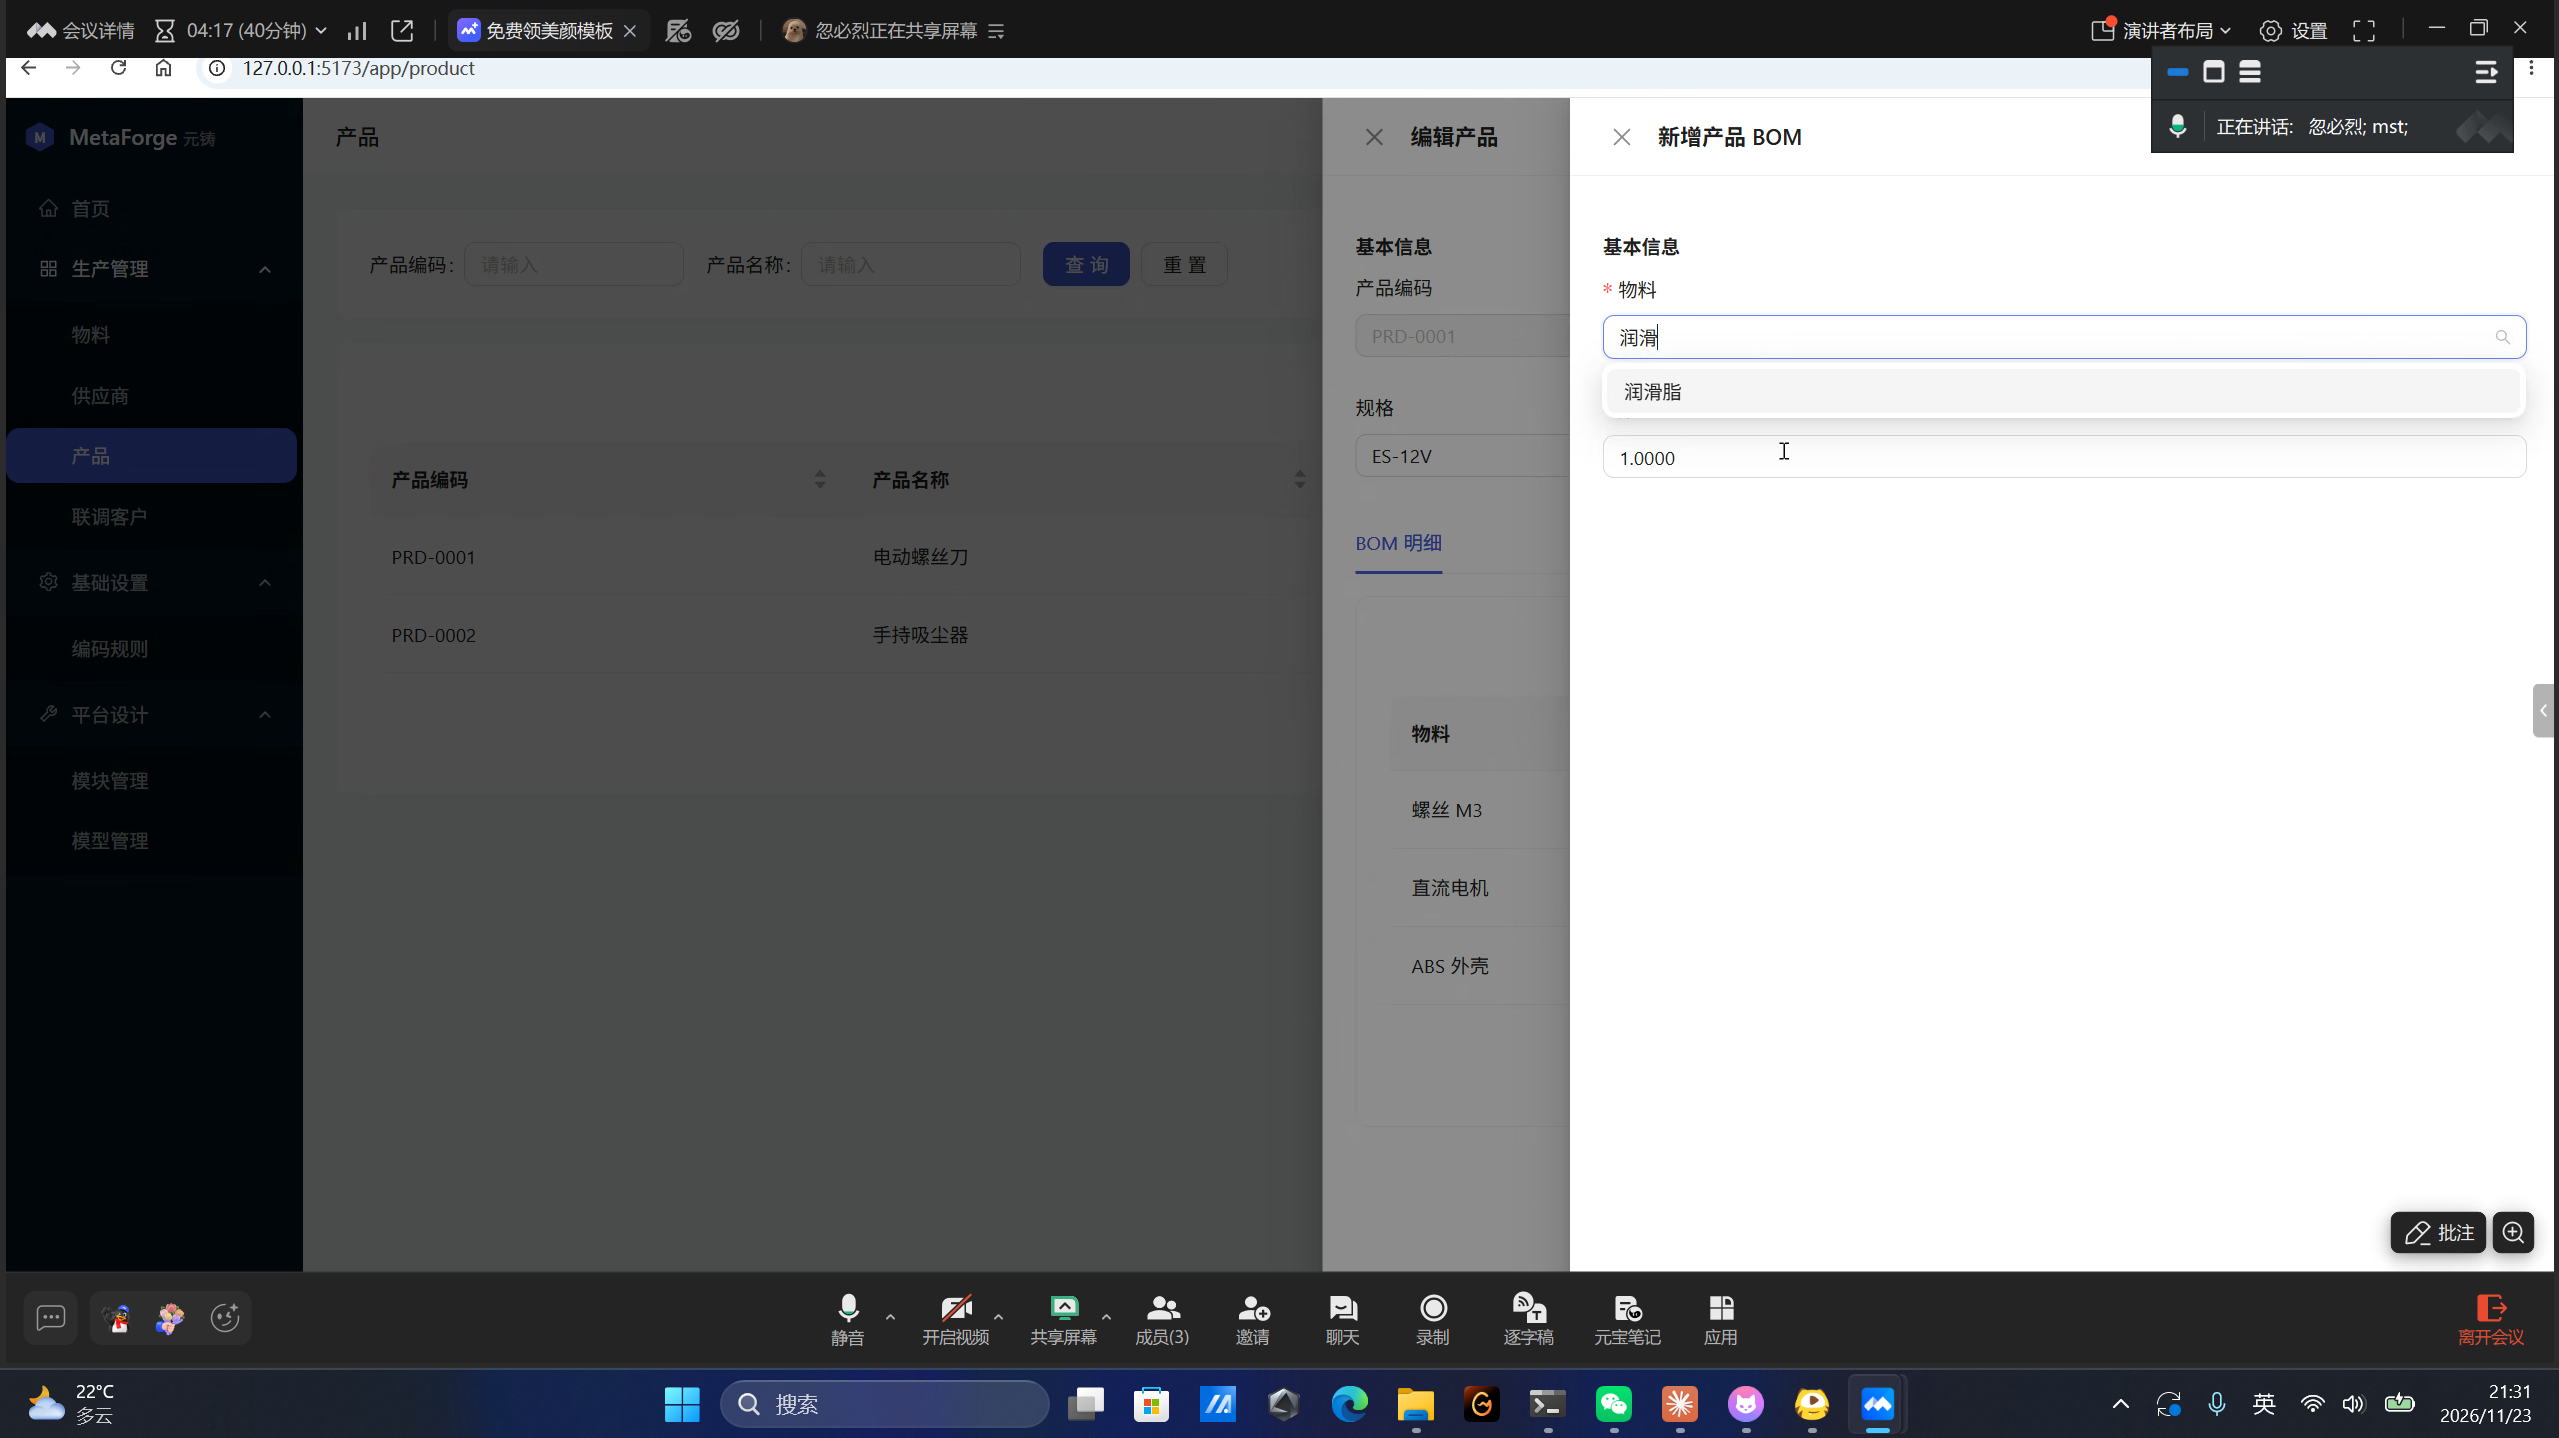 会议详情 04:17 (40分钟) 免费领美颜模板 忽必烈正在共享屏幕 演讲者布局 设置
127.0.0.1:5173/app/product
正在讲话: 忽必烈; mst;
M MetaForge 元铸
首页
生产管理
物料
供应商
产品
联调客户
基础设置
编码规则
平台设计
模块管理
模型管理
产品
产品编码: 请输入 产品名称: 请输入 查 询 重 置
产品编码 产品名称
PRD-0001 电动螺丝刀
PRD-0002 手持吸尘器
编辑产品
基本信息
产品编码
PRD-0001
规格
ES-12V
BOM 明细
物料
螺丝 M3
直流电机
ABS 外壳
新增产品 BOM
基本信息
* 物料
润滑
润滑脂
1.0000
批注
静音 开启视频 共享屏幕 成员(3) 邀请 聊天 录制 逐字稿 元宝笔记 应用 离开会议
22°C
多云
搜索
英
21:31
2026/11/23